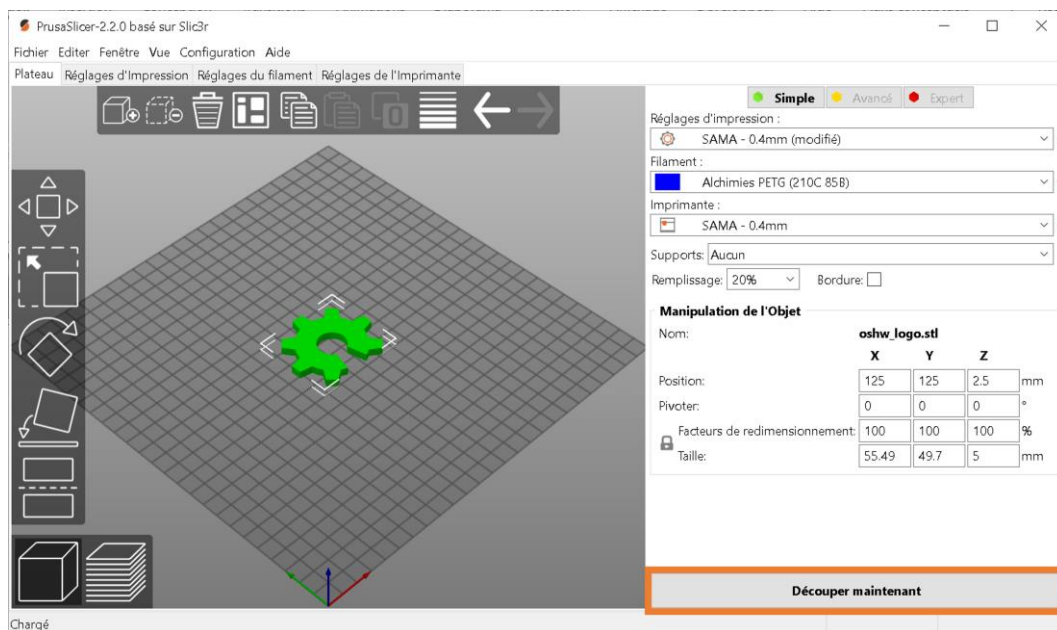 PrusaSlicer-2.2.0 basé sur Slic3r
Fichier Editer Fenêtre Vue Configuration Aide
Plateau Réglages d'Impression Réglages du filament Réglages de l'Imprimante
Simple Avancé Expert
Réglages d'impression :
SAMA - 0.4mm (modifié)
Filament :
Alchimies PETG (210C 85B)
Imprimante :
SAMA - 0.4mm
Supports: Aucun
Remplissage: 20% Bordure:
Manipulation de l'Objet
Nom: oshw_logo.stl
X Y Z
Position: 125 125 2.5 mm
Pivoter: 0 0 0 °
Facteurs de redimensionnement: 100 100 100 %
Taille: 55.49 49.7 5 mm
Découper maintenant
Chargé